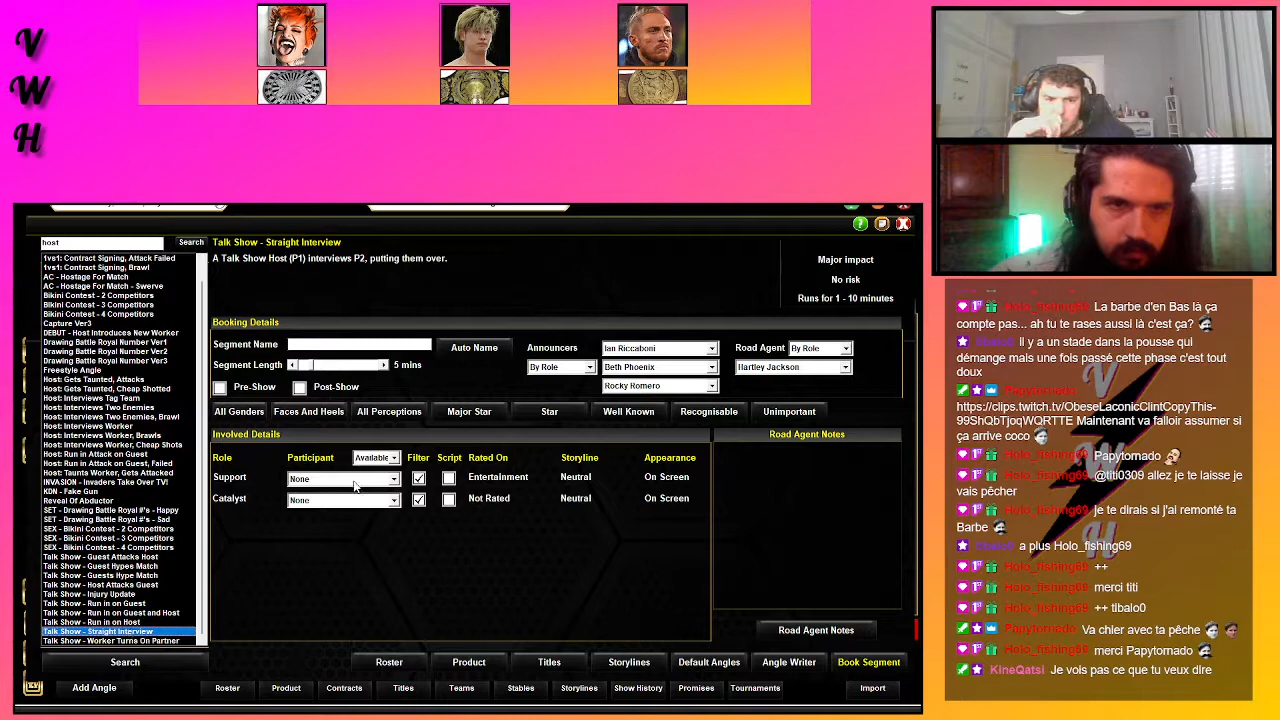 V
W
H
host
Search
1vs1: Contract Signing, Attack Failed
1vs1: Contract Signing, Brawl
AC - Hostage For Match
AC - Hostage For Match - Swerve
Bikini Contest - 2 Competitors
Bikini Contest - 3 Competitors
Bikini Contest - 4 Competitors
Capture Ver3
DEBUT - Host Introduces New Worker
Drawing Battle Royal Number Ver1
Drawing Battle Royal Number Ver2
Drawing Battle Royal Number Ver3
Freestyle Angle
Host: Gets Taunted, Attacks
Host: Gets Taunted, Cheap Shotted
Host: Interviews Tag Team
Host: Interviews Two Enemies
Host: Interviews Two Enemies, Brawl
Host: Interviews Worker
Host: Interviews Worker, Brawls
Host: Interviews Worker, Cheap Shots
Host: Run in Attack on Guest
Host: Run in Attack on Guest, Failed
Host: Taunts Worker, Gets Attacked
INVASION - Invaders Take Over TV!
KDN - Fake Gun
Reveal Of Abductor
SET - Drawing Battle Royal #'s - Happy
SET - Drawing Battle Royal #'s - Sad
SEX - Bikini Contest - 2 Competitors
SEX - Bikini Contest - 3 Competitors
SEX - Bikini Contest - 4 Competitors
Talk Show - Guest Attacks Host
Talk Show - Guest Hypes Match
Talk Show - Guests Hype Match
Talk Show - Host Attacks Guest
Talk Show - Injury Update
Talk Show - Run in on Guest
Talk Show - Run in on Guest and Host
Talk Show - Run in on Host
Talk Show - Straight Interview
Talk Show - Worker Turns On Partner
Search
Add Angle
Talk Show - Straight Interview
A Talk Show Host (P1) interviews P2, putting them over.
Major impact
No risk
Runs for 1 - 10 minutes
Booking Details
Segment Name
Auto Name
Announcers
Ian Riccaboni
Road Agent
By Role
Segment Length
5 mins
By Role
Beth Phoenix
Hartley Jackson
Pre-Show
Post-Show
Rocky Romero
All Genders
Faces And Heels
All Perceptions
Major Star
Star
Well Known
Recognisable
Unimportant
Involved Details
Road Agent Notes
Role
Participant
Available
Filter
Script
Rated On
Storyline
Appearance
Support
None
Entertainment
Neutral
On Screen
Catalyst
None
Not Rated
Neutral
On Screen
Road Agent Notes
Roster
Product
Titles
Storylines
Default Angles
Angle Writer
Book Segment
Roster
Product
Contracts
Titles
Teams
Stables
Storylines
Show History
Promises
Tournaments
Import
Holo_fishing69 La barbe d'en Bas là ça
compte pas... ah tu te rases aussi là c'est ça?
tlbalo0 Il y a un stade dans la pousse qui
démange mais une fois passé cette phase c'est tout
doux
Papytornado
https://clips.twitch.tv/ObeseLaconicClintCopyThis-
99ShQbTjoqWQRTTE Maintenant va falloir assumer si
ça arrive coco
Holo_fishing69 Papytornado
Holo_fishing69 @titi0309 allez je te laisse je
vais pêcher
Holo_fishing69 je te dirais si j'ai remonté ta
Barbe
tlbalo0 a plus Holo_fishing69
Holo_fishing69 ++
Holo_fishing69 merci titi
Holo_fishing69 ++ tlbalo0
Papytornado Va chier avec ta pêche
Holo_fishing69 merci Papytornado
KineQatsi Je vois pas ce que tu veux dire